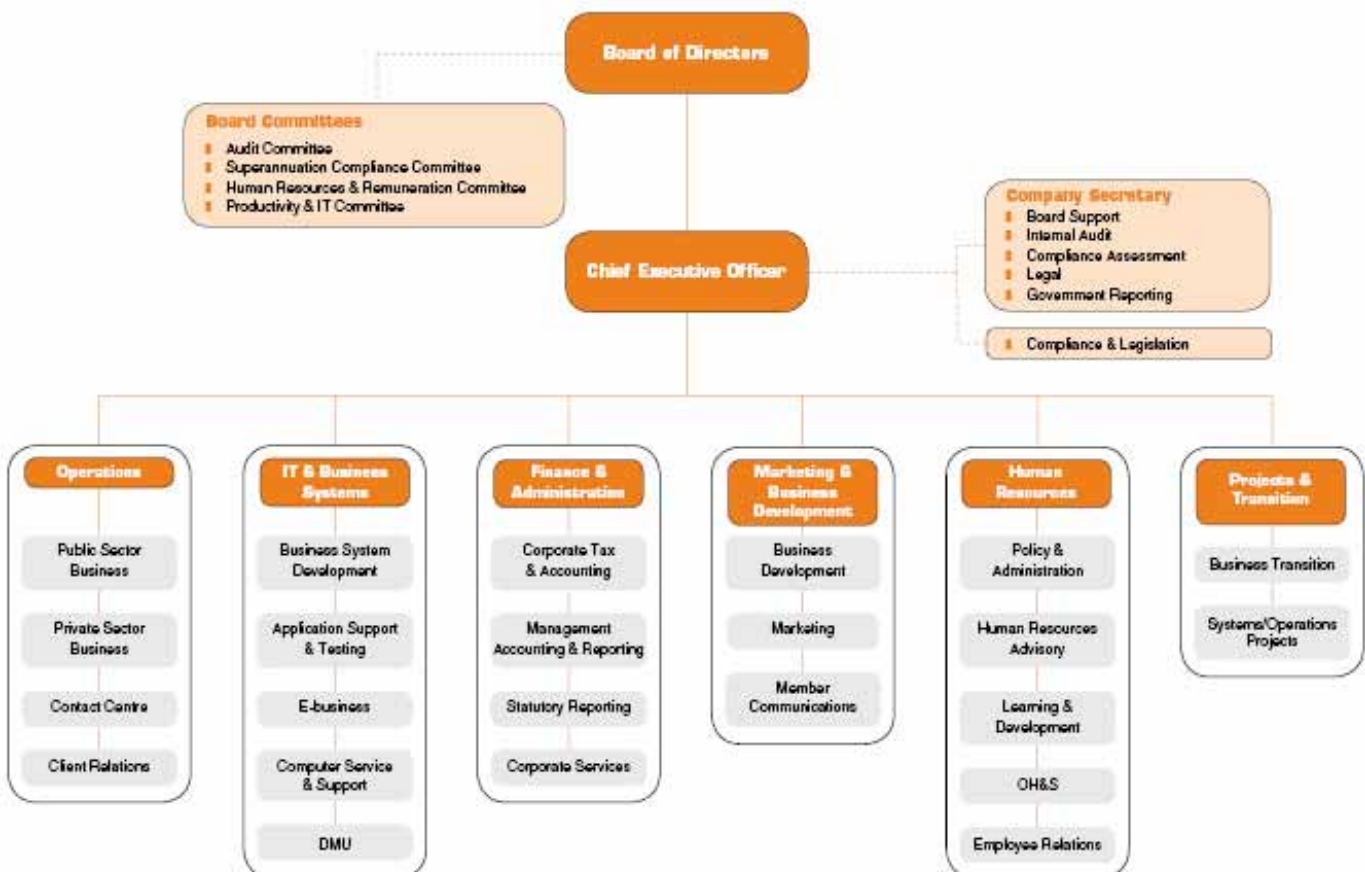 Board of Directors
Board Committees
Audit Committee
Superannuation Compliance Committee
Human Resources & Remuneration Committee
Productivity & IT Committee
Company Secretary
Board Support
Internal Audit
Compliance Assessment
Legal
Government Reporting
Chief Executive Officer
Compliance & Legislation
Operations
Public Sector
Business
Private Sector
Business
Contact Centre
Client Relations
IT & Business
Systems
Business System
Development
Application Support
& Testing
E-business
Computer Service
& Support
DMU
Finance &
Administration
Corporate Tax
& Accounting
Management
Accounting & Reporting
Statutory Reporting
Corporate Services
Marketing &
Business
Development
Business
Development
Marketing
Member
Communications
Human
Resources
Policy &
Administration
Human Resources
Advisory
Learning &
Development
OH&S
Employee Relations
Projects &
Transition
Business Transition
Systems/Operations
Projects